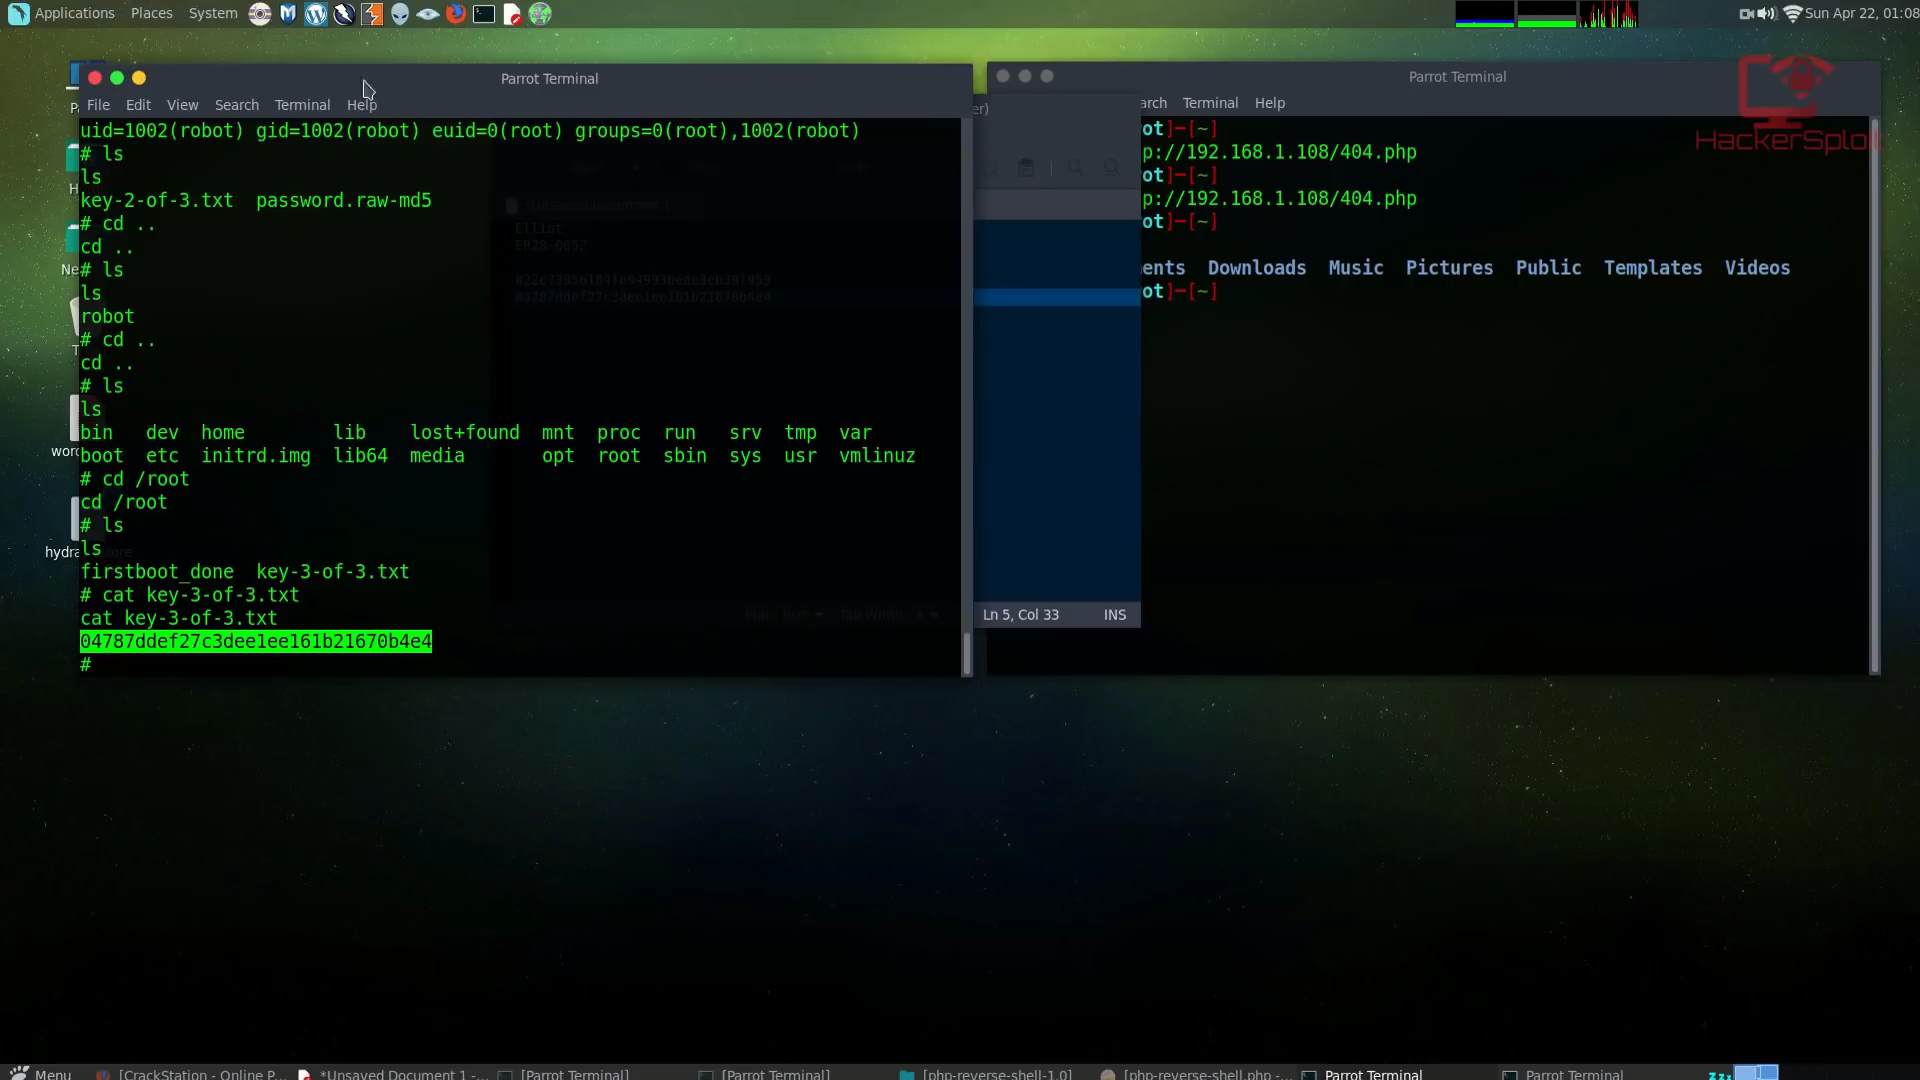 Applications Places System
Sun Apr 22, 01:08
Parrot Terminal
File Edit View Search Terminal Help
uid=1002(robot) gid=1002(robot) euid=0(root) groups=0(root),1002(robot)
# ls
ls
key-2-of-3.txt password.raw-md5
# cd ..
cd ..
# ls
ls
robot
# cd ..
cd ..
# ls
ls
bin dev home lib lost+found mnt proc run srv tmp var
boot etc initrd.img lib64 media opt root sbin sys usr vmlinuz
# cd /root
cd /root
# ls
ls
firstboot_done key-3-of-3.txt
# cat key-3-of-3.txt
cat key-3-of-3.txt
04787ddef27c3dee1ee161b21670b4e4
#
Elliot
ER28-0652
er)
Ln 5, Col 33 INS
Parrot Terminal
arch Terminal Help
ot]-[~]
p://192.168.1.108/404.php
ot]-[~]
p://192.168.1.108/404.php
ot]-[~]
ents Downloads Music Pictures Public Templates Videos
ot]-[~]
HackerSploit
Menu [CrackStation - Online P... *Unsaved Document 1 -... [Parrot Terminal] [Parrot Terminal] [php-reverse-shell-1.0] [php-reverse-shell.php -... Parrot Terminal Parrot Terminal